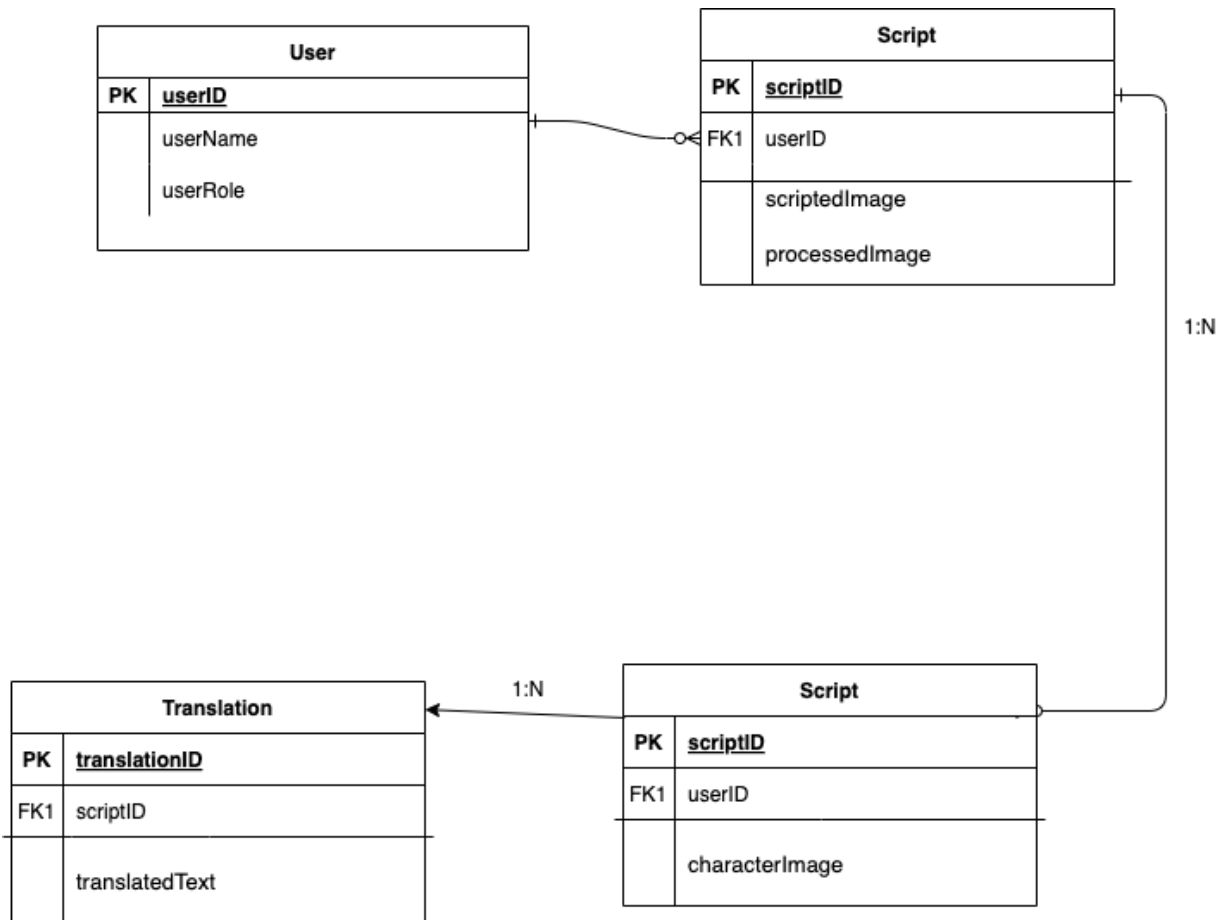 User
PK userID
userName
userRole
Script
PK scriptID
FK1 userID
scriptedImage
processedImage
1:N
Translation
PK translationID
FK1 scriptID
translatedText
1:N
Script
PK scriptID
FK1 userID
characterImage